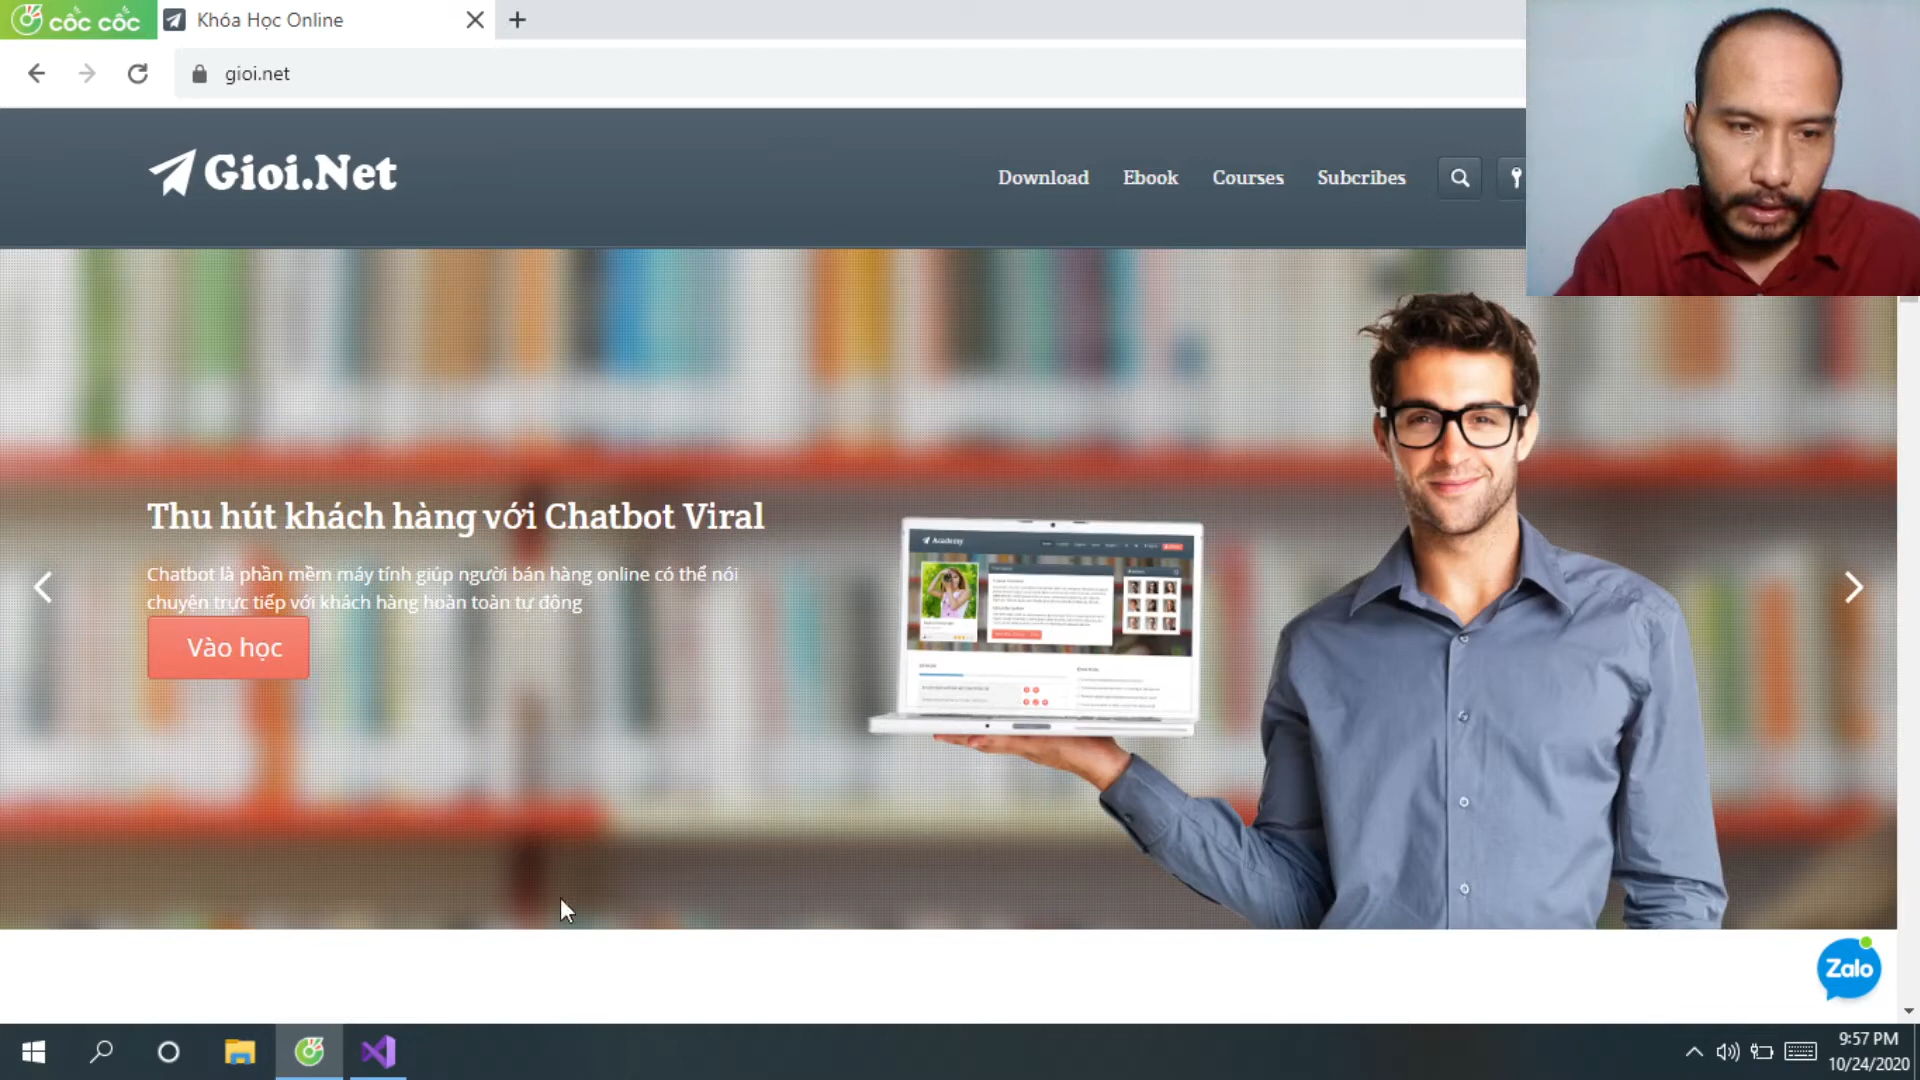 cốc cốc
Khóa Học Online
gioi.net
Gioi.Net
Download
Ebook
Courses
Subcribes
Thu hút khách hàng với Chatbot Viral
Chatbot là phần mềm máy tính giúp người bán hàng online có thể nói
chuyện trực tiếp với khách hàng hoàn toàn tự động
Vào học
Academy
Zalo
9:57 PM
10/24/2020